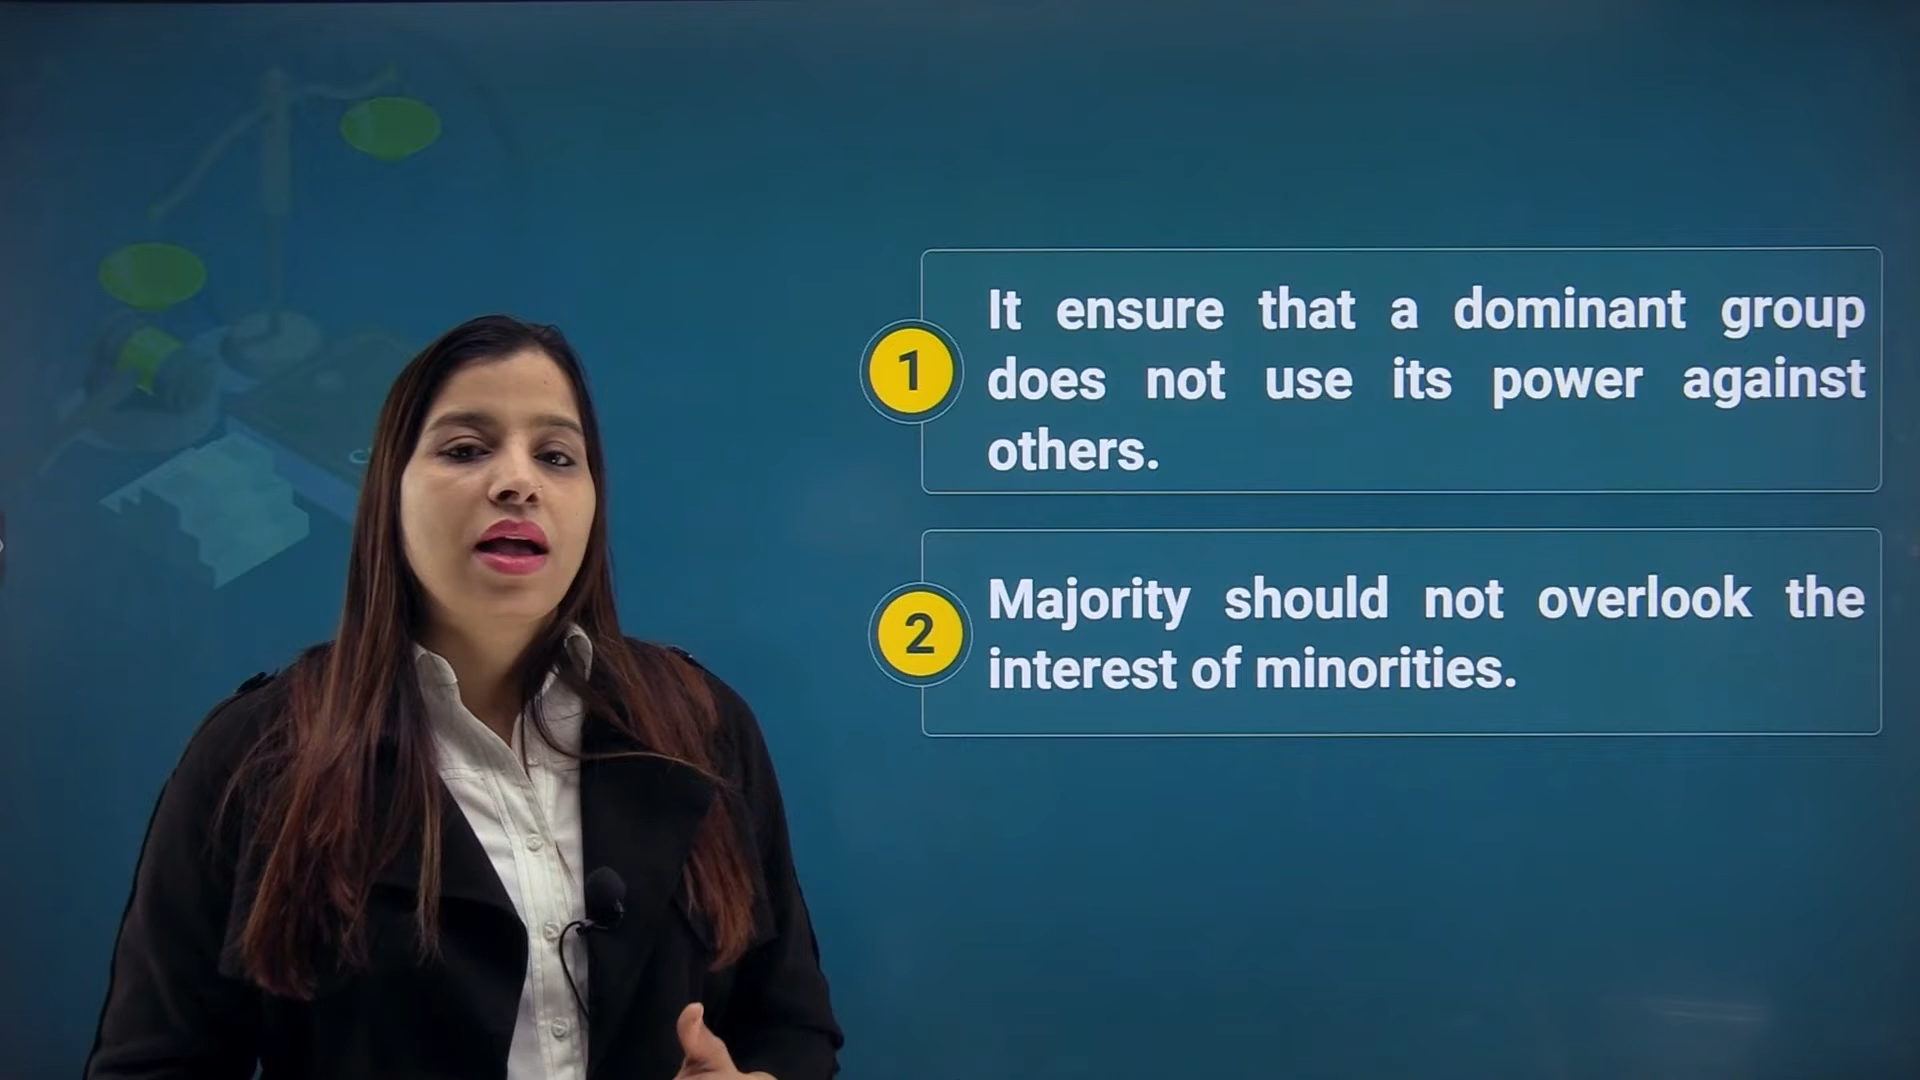 1
It ensure that a dominant group
does not use its power against
others.
2
Majority should not overlook the
interest of minorities.